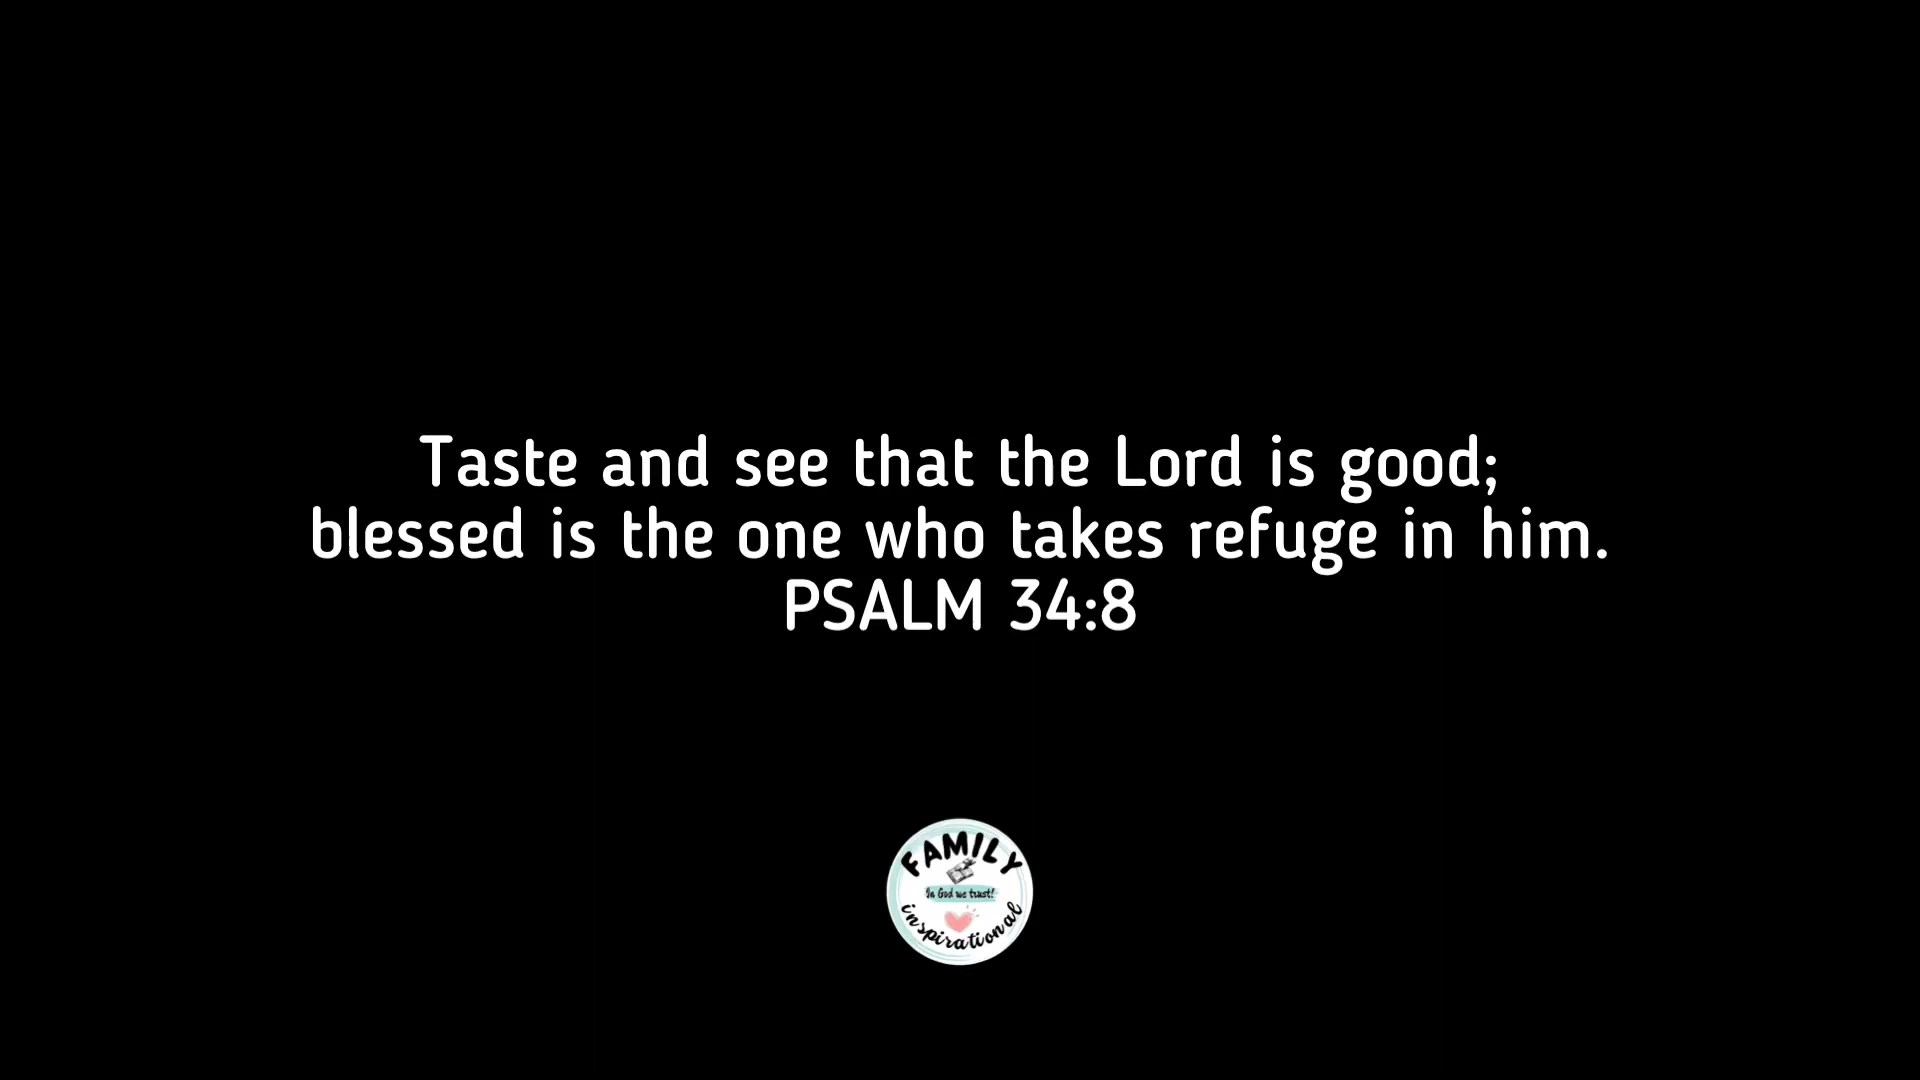 Taste and see that the Lord is good;
blessed is the one who takes refuge in him.
PSALM 34:8
FAMILY
In God we trust!
inspirational